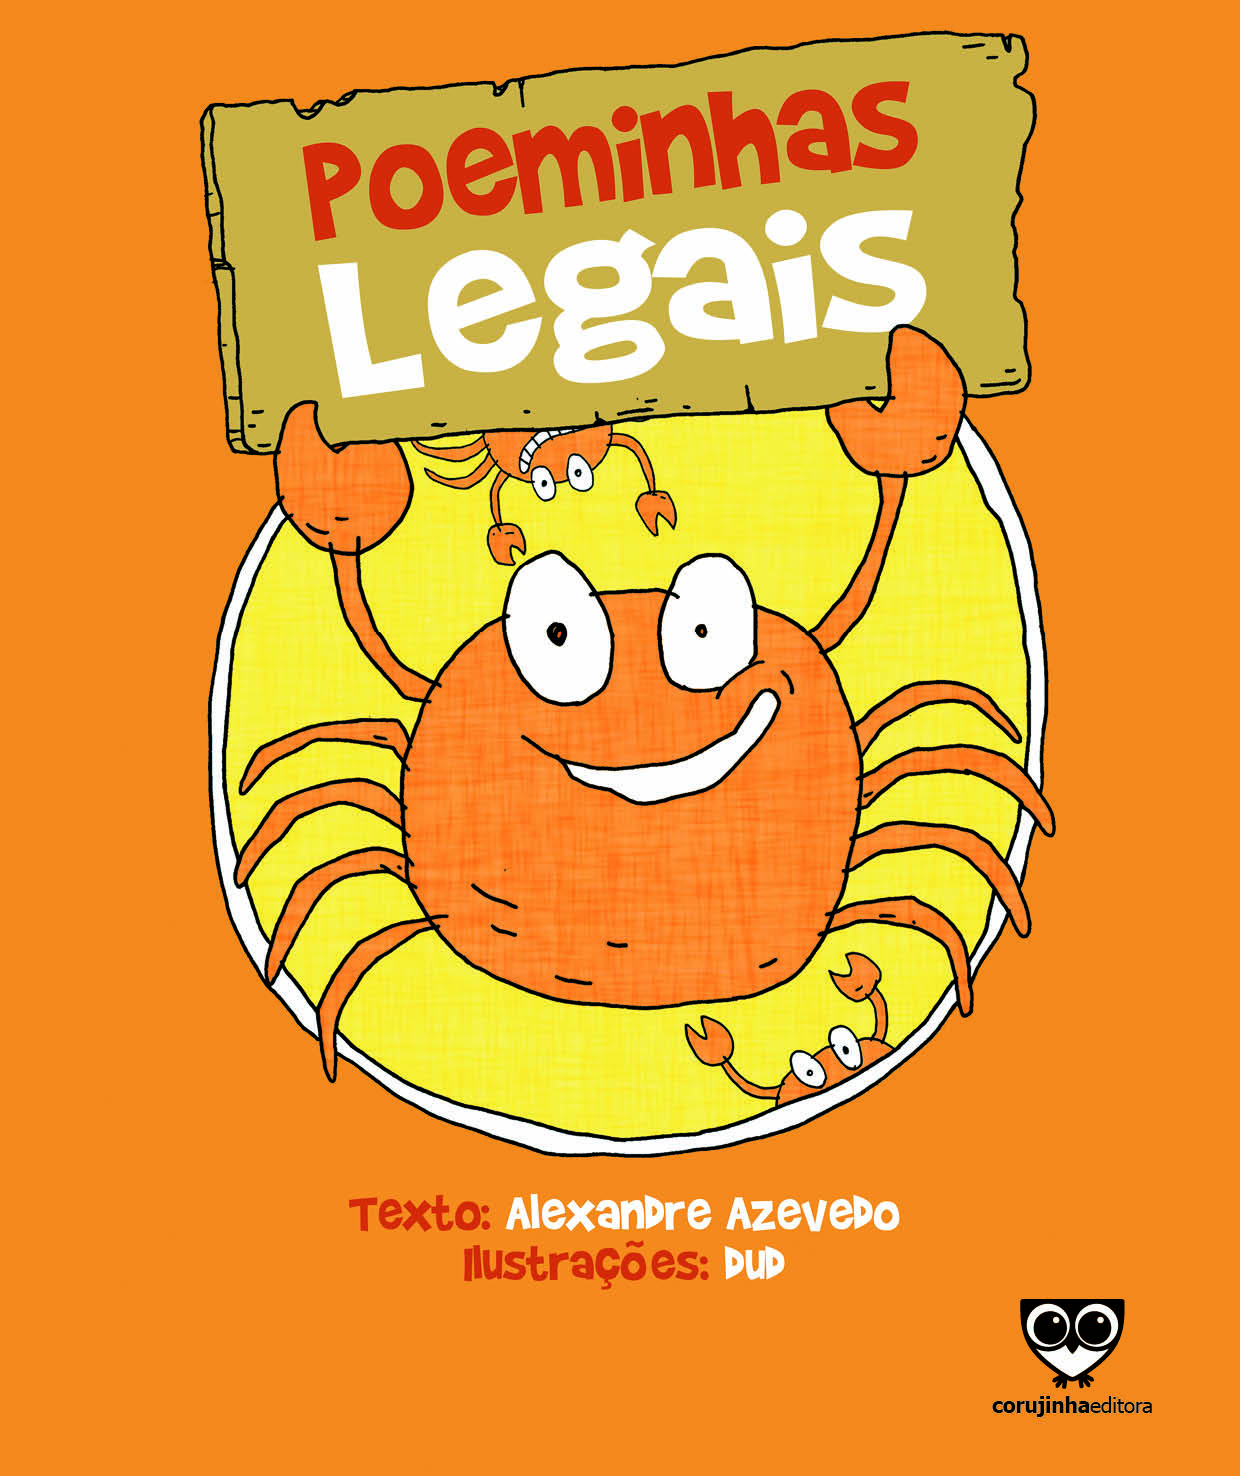 Poeminhas
Legais
Texto: Alexandre Azevedo
Ilustrações: DUD
corujinhaeditora